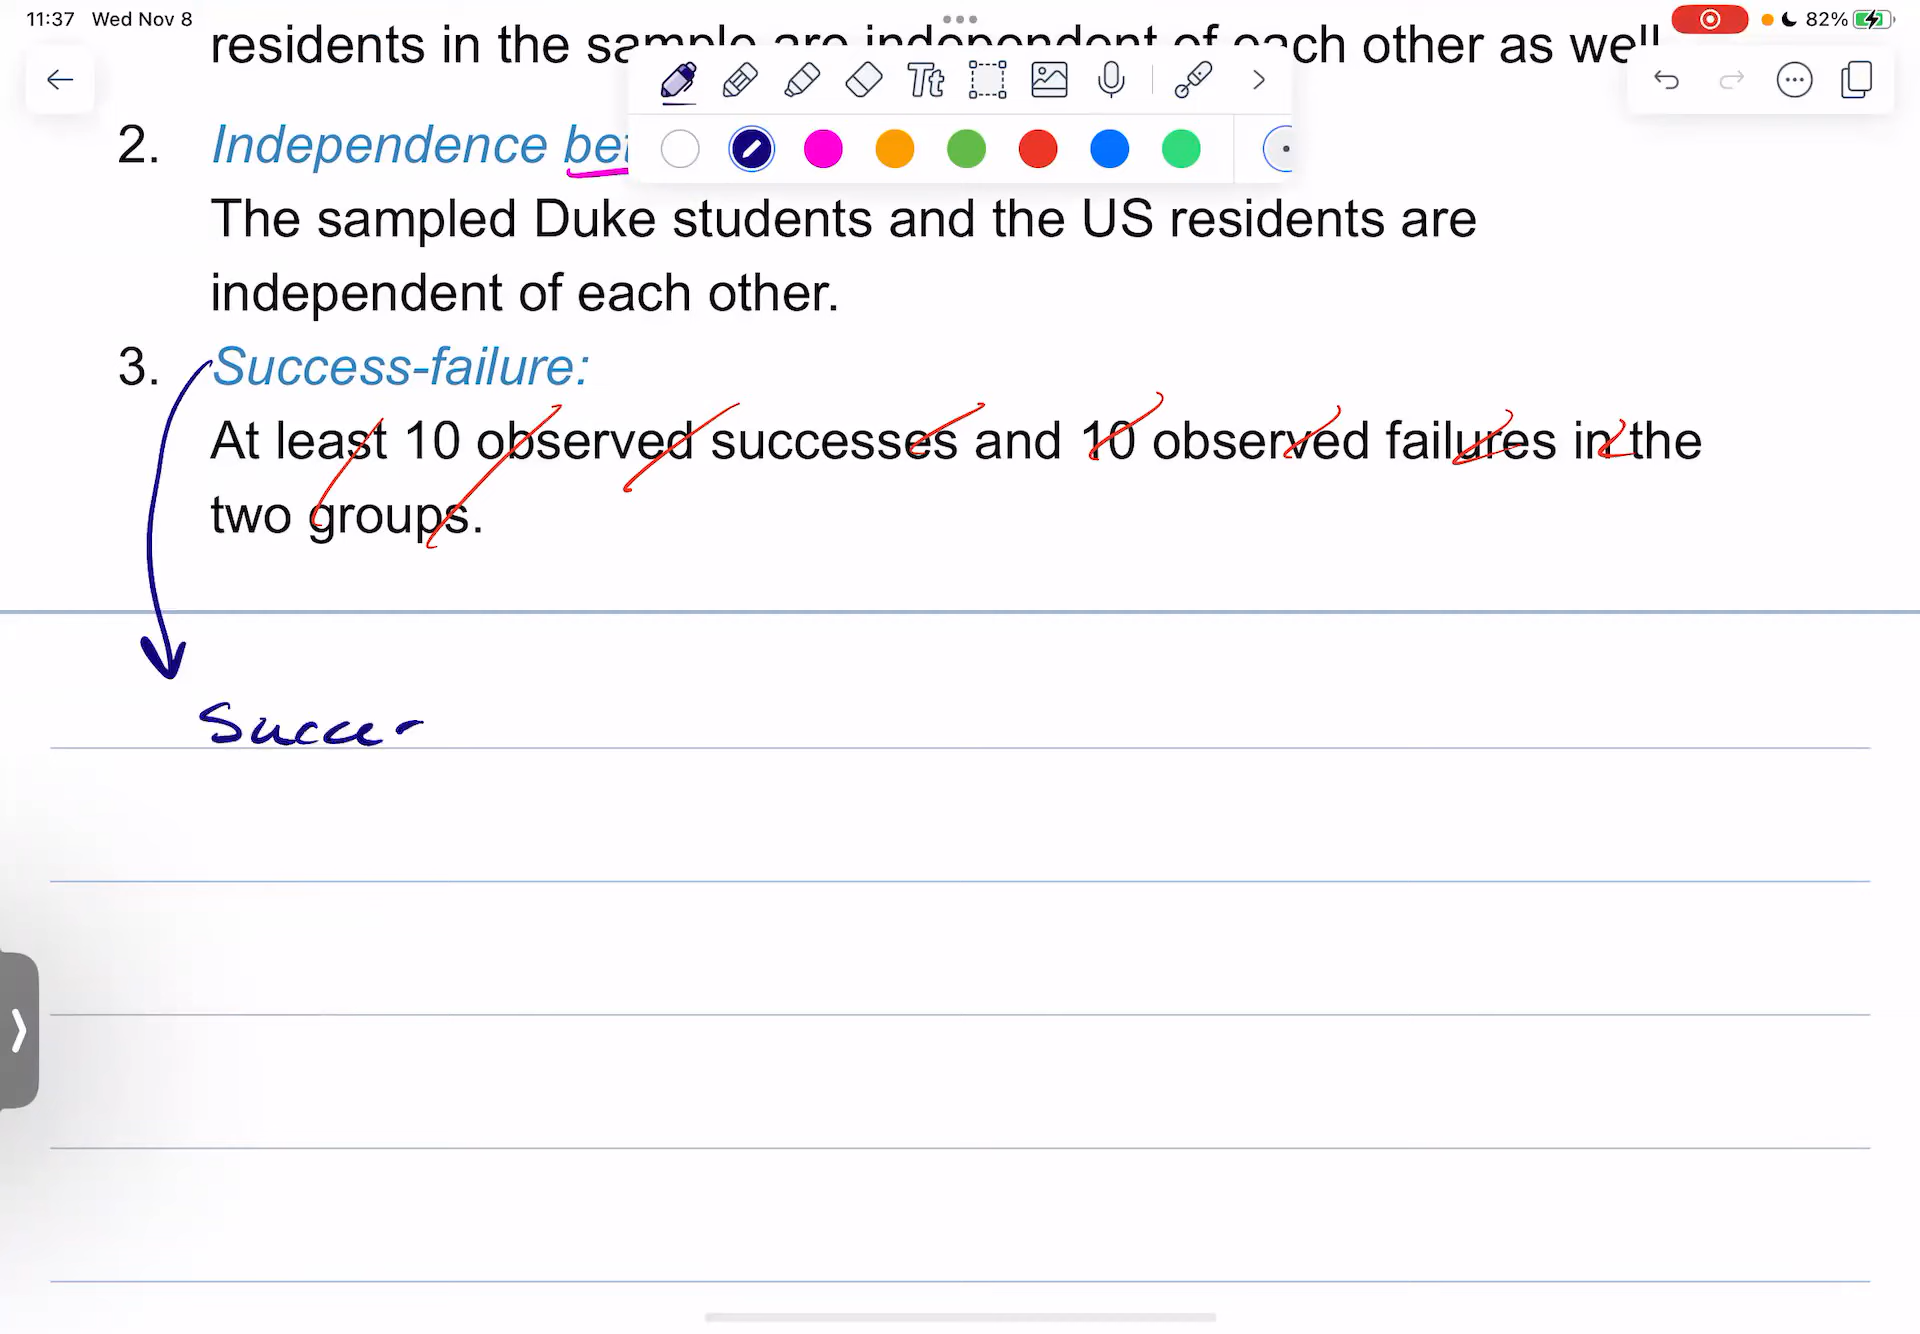 11:37 Wed Nov 8
82%
residents in the sample are independent of each other as well
Tt
2. Independence bet
The sampled Duke students and the US residents are
independent of each other.
3. Success-failure:
At least 10 observed successes and 10 observed failures in the
two groups.
Succe